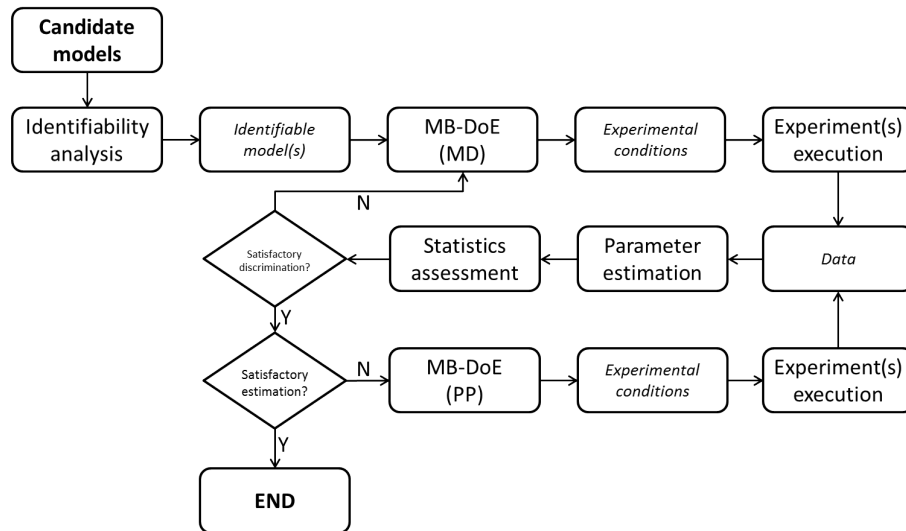 Candidate
models
Identifiability
analysis
Identifiable
model(s)
MB-DoE
(MD)
Experimental
conditions
Experiment(s)
execution
N
Satisfactory
discrimination?
Statistics
assessment
Parameter
estimation
Data
Y
Satisfactory
estimation?
N
MB-DoE
(PP)
Experimental
conditions
Experiment(s)
execution
Y
END